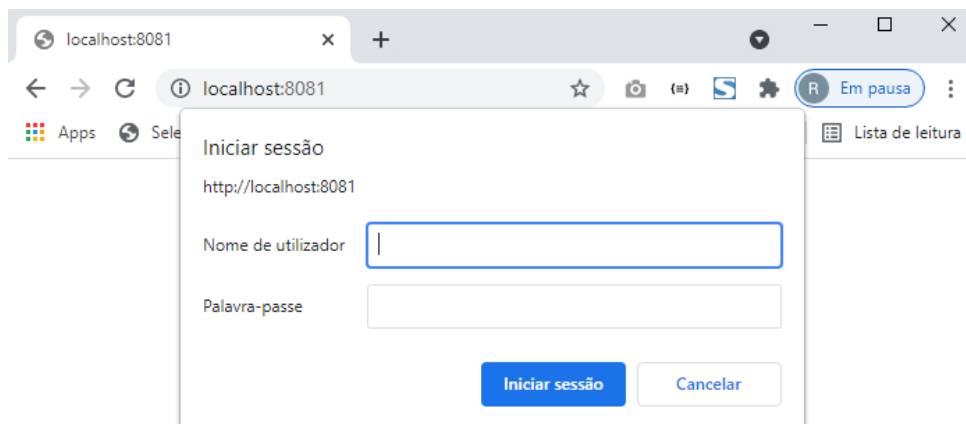 localhost:8081
localhost:8081
R Em pausa
Apps Sele Lista de leitura
Iniciar sessão
http://localhost:8081
Nome de utilizador
Palavra-passe
Iniciar sessão Cancelar